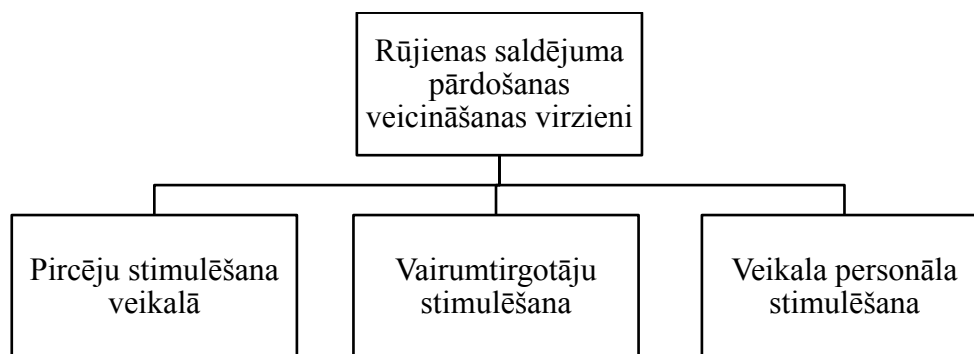 Rūjienas saldējuma
pārdošanas
veicināšanas virzieni
Pircēju stimulēšana
veikalā
Vairumtirgotāju
stimulēšana
Veikala personāla
stimulēšana